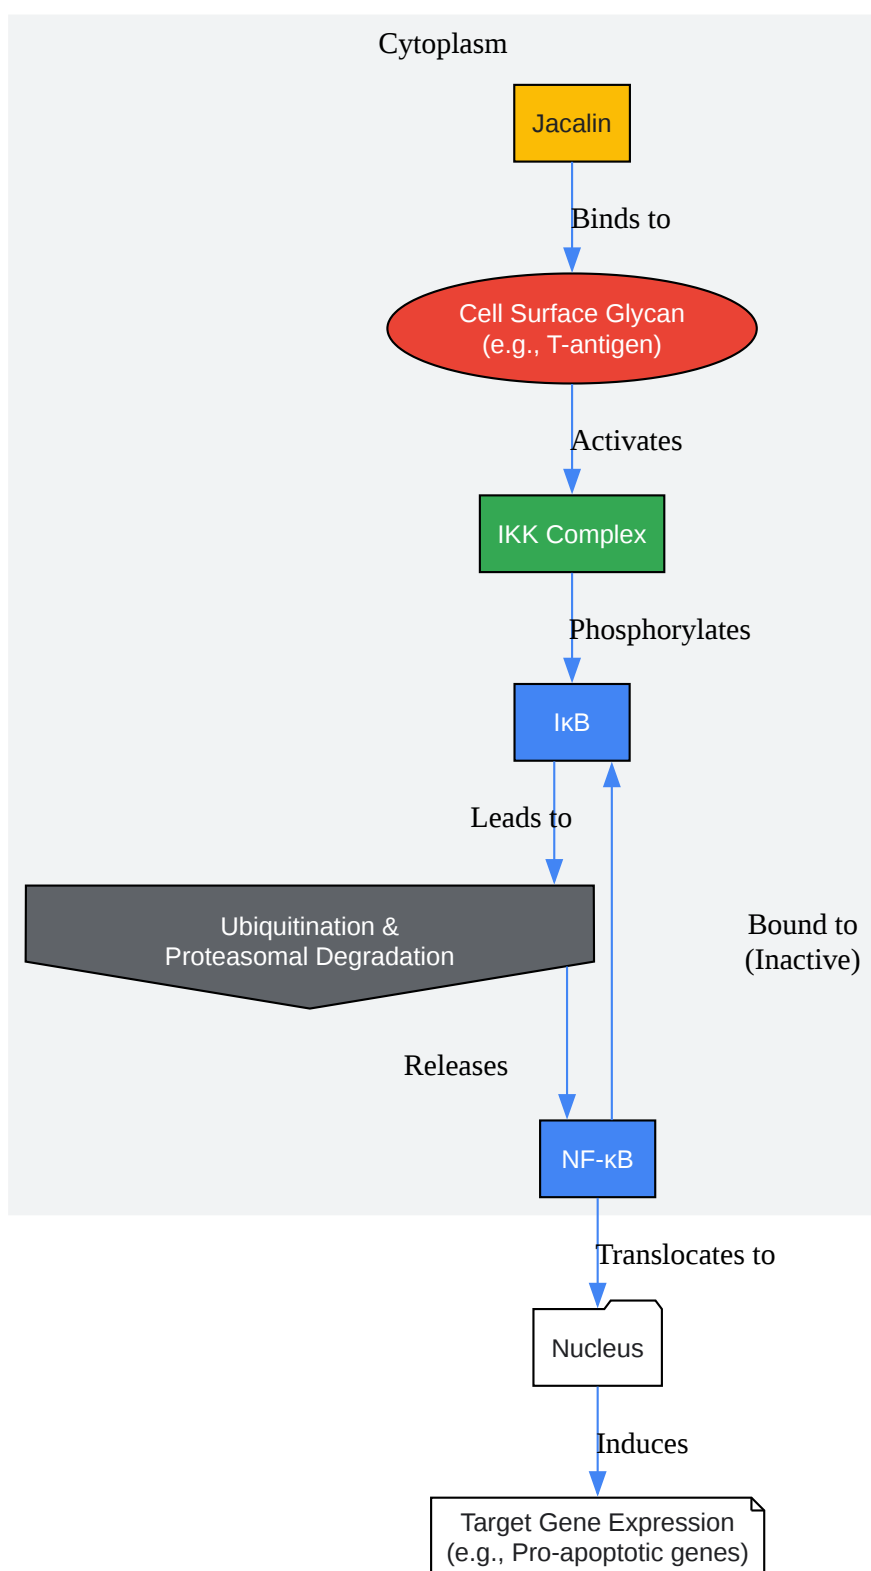 Cytoplasm
Jacalin
Binds to
Cell Surface Glycan
(e.g., T-antigen)
Activates
IKK Complex
Phosphorylates
IκB
Leads to
Ubiquitination &
Proteasomal Degradation
Bound to
(Inactive)
Releases
NF-κB
Translocates to
Nucleus
Induces
Target Gene Expression
(e.g., Pro-apoptotic genes)